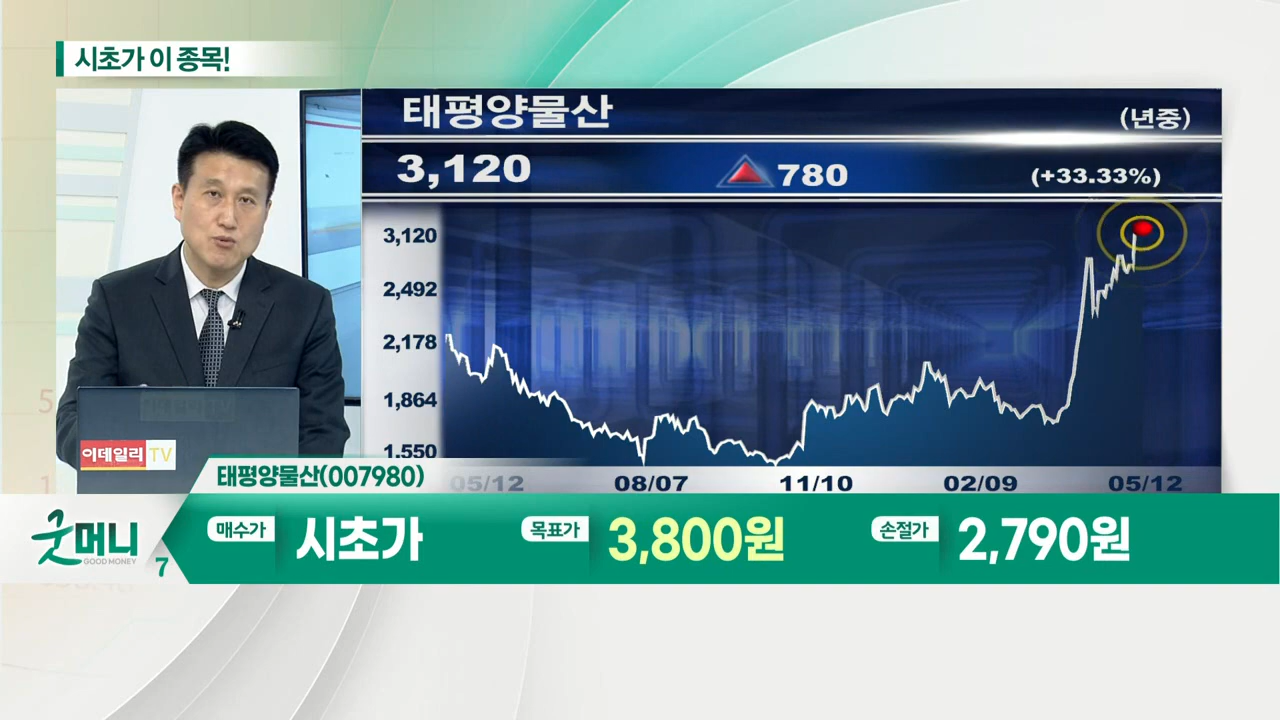 시초가 이 종목!
태평양물산
(년중)
3,120
780
(+33.33%)
3,120
2,492
2,178
1,864
1,550
05/12
08/07
11/10
02/09
05/12
이데일리 TV
태평양물산(007980)
굿머니
GOOD MONEY
7
매수가
시초가
목표가
3,800원
손절가
2,790원